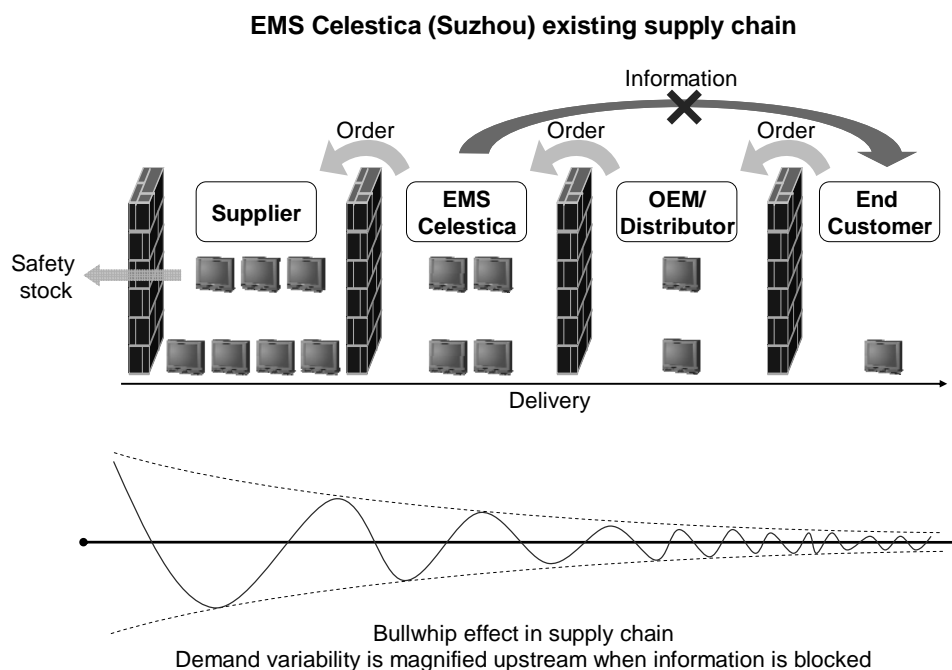 EMS Celestica (Suzhou) existing supply chain
Information
Order
Order
Order
Supplier
EMS
Celestica
OEM/
Distributor
End
Customer
Safety
stock
Delivery
Bullwhip effect in supply chain
Demand variability is magnified upstream when information is blocked